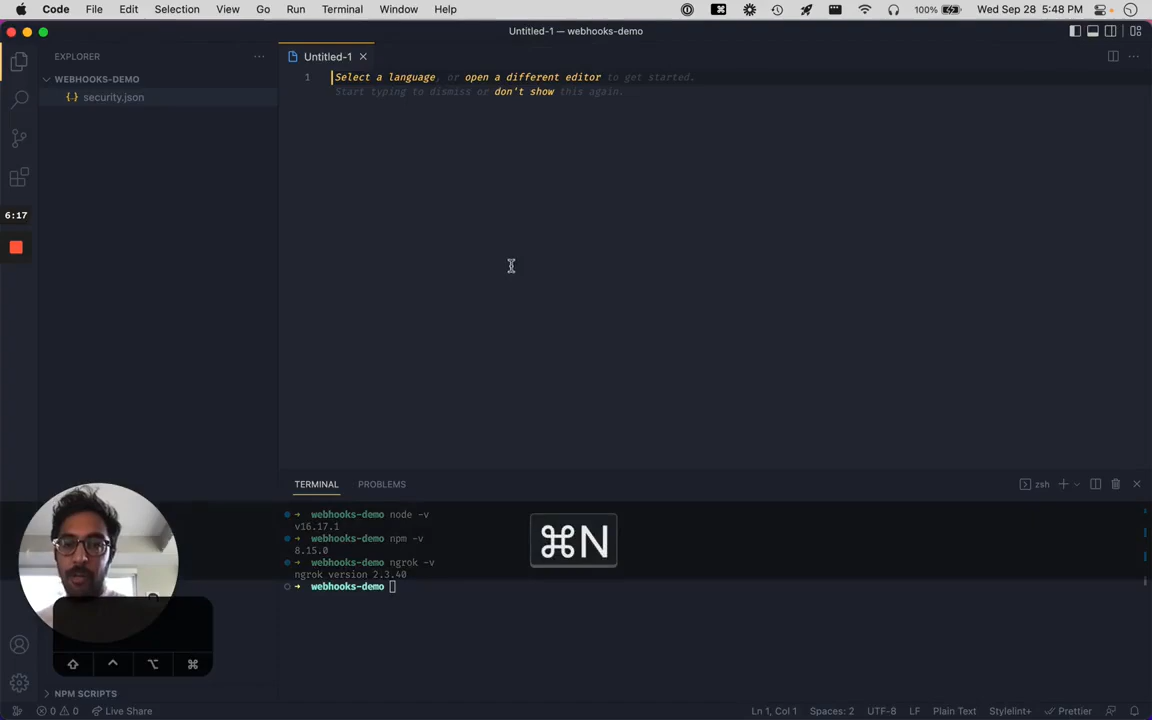 Code File Edit Selection View Go Run Terminal Window Help 100% Wed Sep 28 5:48 PM
Untitled-1 — webhooks-demo
EXPLORER
Untitled-1
WEBHOOKS-DEMO
security.json
1 Select a language, or open a different editor to get started.
Start typing to dismiss or don't show this again.
6:17
TERMINAL PROBLEMS
zsh
webhooks-demo node -v
v16.17.1
webhooks-demo npm -v
8.15.0
webhooks-demo ngrok -v
ngrok version 2.3.40
webhooks-demo
⌘N
⇧ ^ ⌥ ⌘
NPM SCRIPTS
0 0 Live Share Ln 1, Col 1 Spaces: 2 UTF-8 LF Plain Text Stylelint+ Prettier